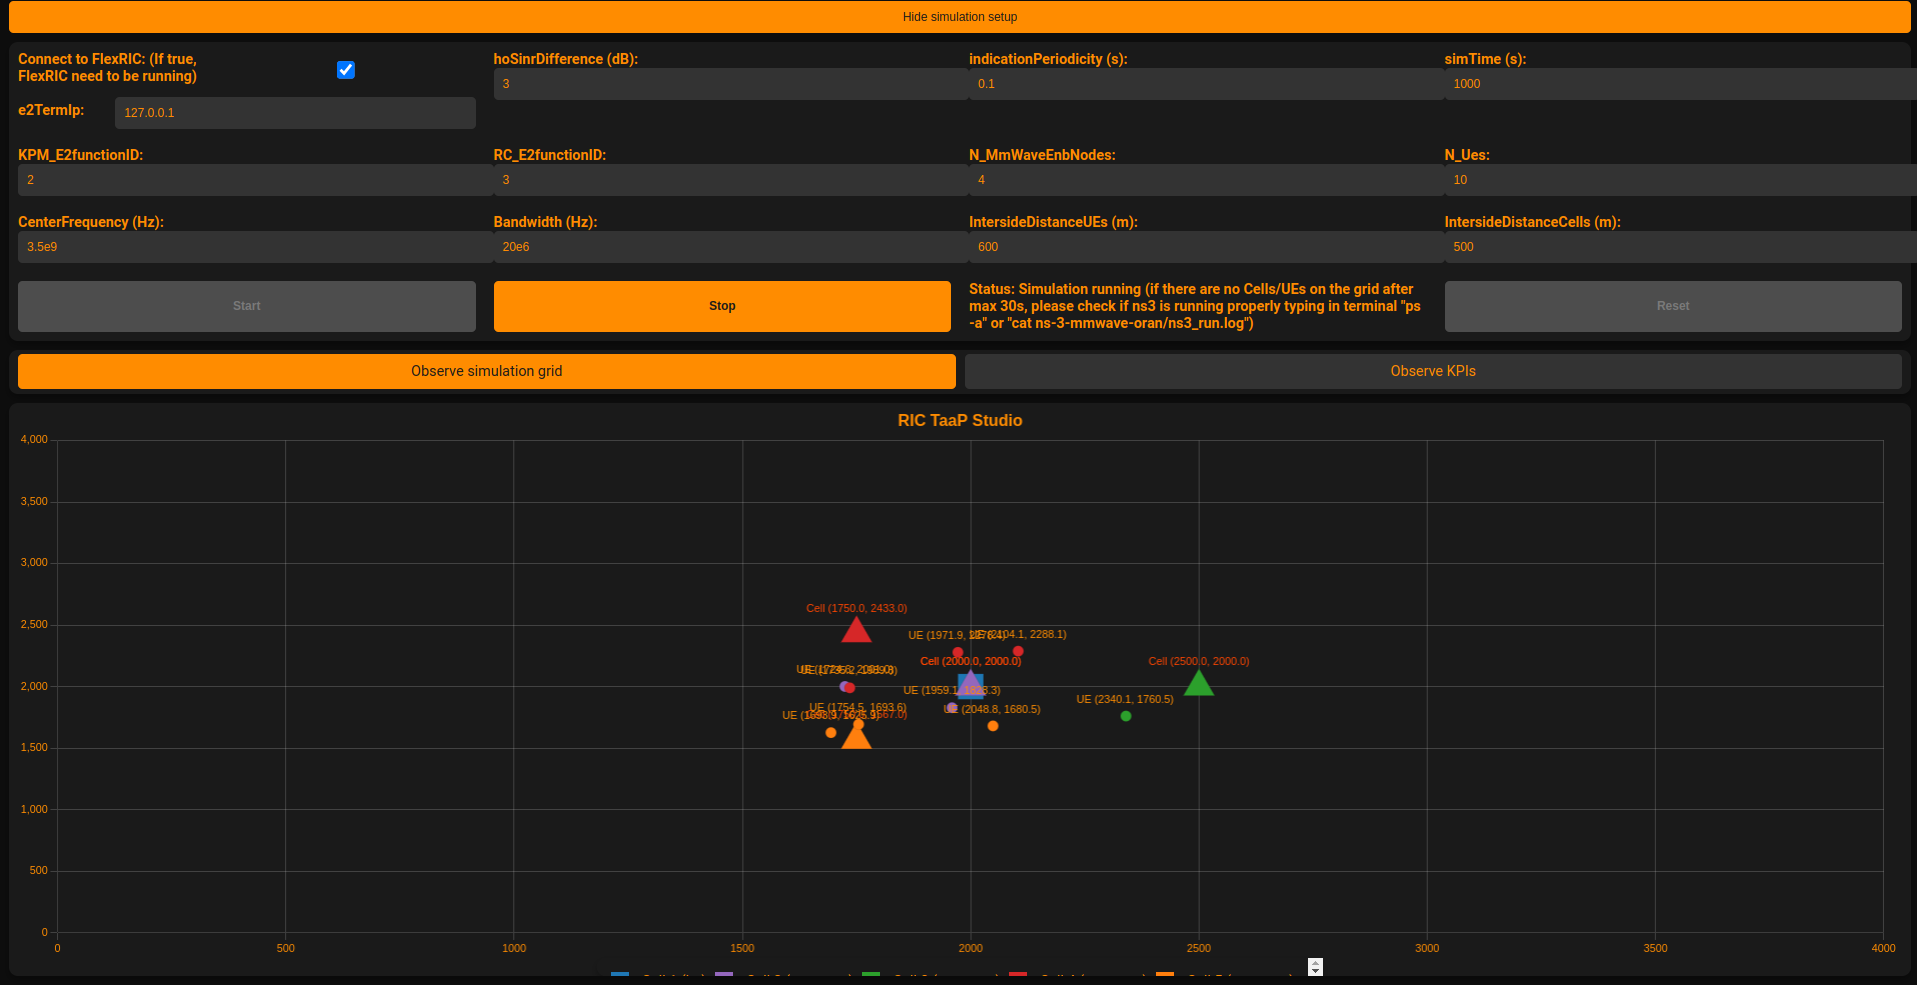 Hide simulation setup
Connect to FlexRIC: (If true,
FlexRIC need to be running)
hoSinrDifference (dB):
3
indicationPeriodicity (s):
0.1
simTime (s):
1000
e2TermIp:
127.0.0.1
KPM_E2functionID:
2
RC_E2functionID:
3
N_MmWaveEnbNodes:
4
N_Ues:
10
CenterFrequency (Hz):
3.5e9
Bandwidth (Hz):
20e6
IntersideDistanceUEs (m):
600
IntersideDistanceCells (m):
500
Start
Stop
Status: Simulation running (if there are no Cells/UEs on the grid after
max 30s, please check if ns3 is running properly typing in terminal "ps
-a" or "cat ns-3-mmwave-oran/ns3_run.log")
Reset
Observe simulation grid
Observe KPIs
RIC TaaP Studio
4,000
3,500
3,000
2,500
2,000
1,500
1,000
500
0
Cell (1750.0, 2433.0)
UE (1971.9,
2104.1, 2288.1)
Cell (2000.0, 2000.0)
Cell (2500.0, 2000.0)
UE (1959.1, 1828.3)
UE (2340.1, 1760.5)
UE (1754.5, 1693.6)
UE (2048.8, 1680.5)
0
500
1000
1500
2000
2500
3000
3500
4000